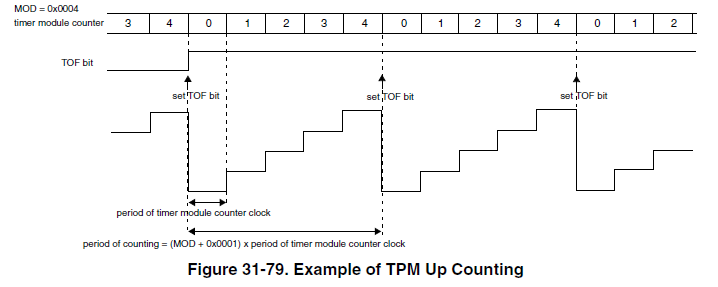 MOD = 0x0004
timer module counter 3 4 0 1 2 3 4 0 1 2 3 4 0 1 2
TOF bit
set TOF bit set TOF bit set TOF bit
period of timer module counter clock
period of counting = (MOD + 0x0001) x period of timer module counter clock
Figure 31-79. Example of TPM Up Counting